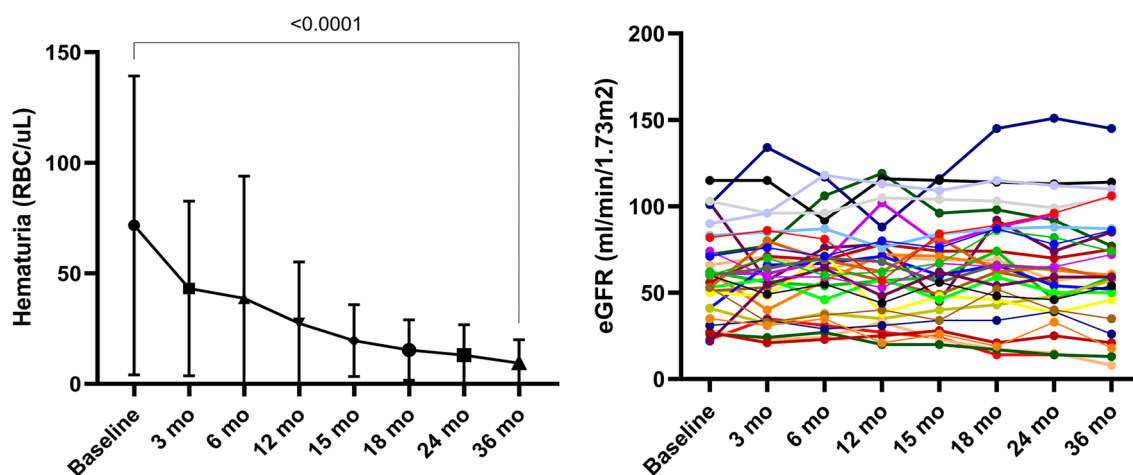 <0.0001
Hematuria (RBC/uL)
150
100
50
0
Baseline
3 mo
6 mo
12 mo
15 mo
18 mo
24 mo
36 mo
eGFR (ml/min/1.73m2)
200
150
100
50
0
Baseline
3 mo
6 mo
12 mo
15 mo
18 mo
24 mo
36 mo